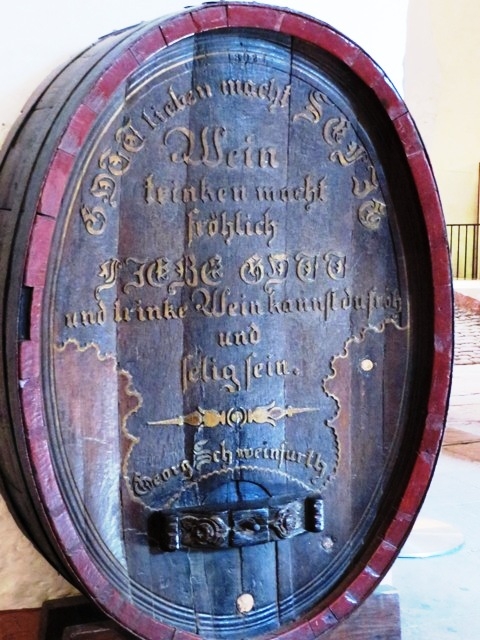 GOTT lieben macht SELIG
Wein
trinken macht
fröhlich
LIEBE GOTT
und trinke Wein kannst du fröh
und
selig sein.
Georg Schweinfurth